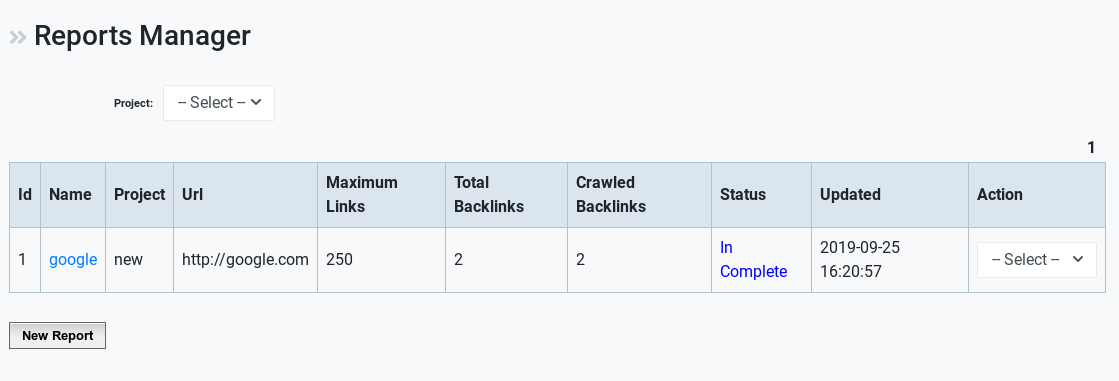 » Reports Manager
Project: -- Select --
1
Id Name Project Url Maximum Links Total Backlinks Crawled Backlinks Status Updated Action
1 google new http://google.com 250 2 2 In Complete 2019-09-25 16:20:57 -- Select --
New Report